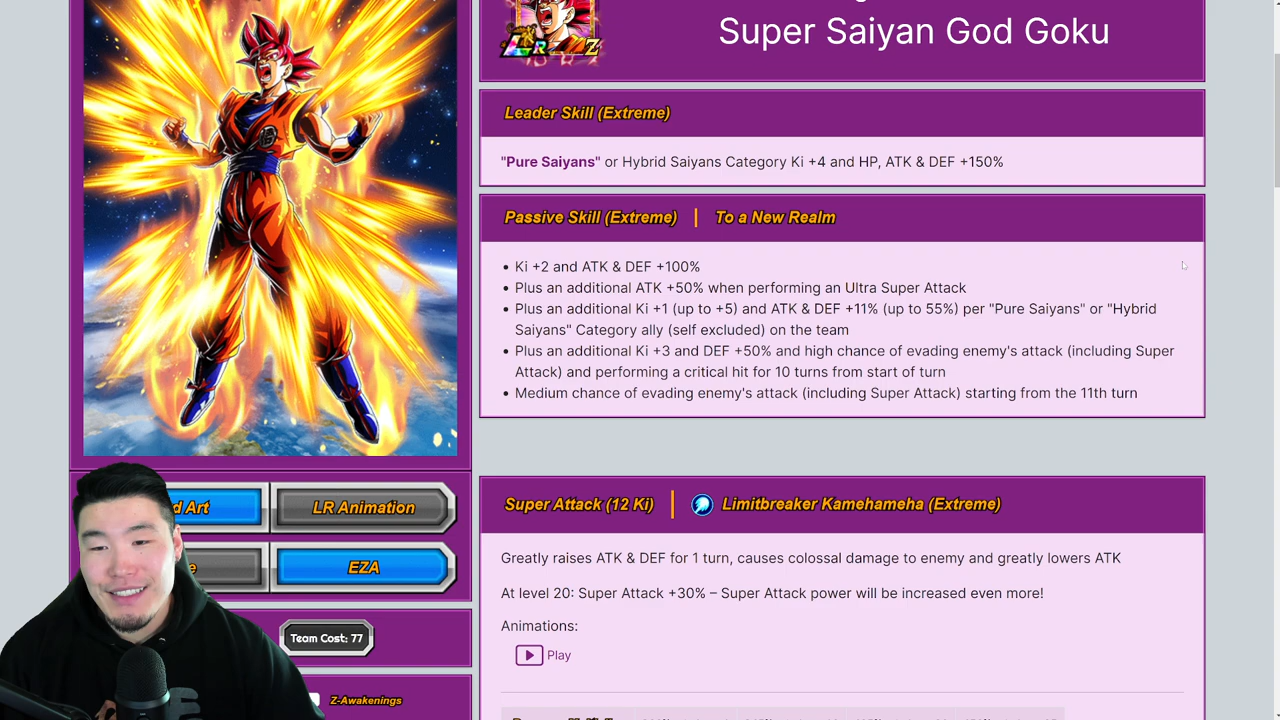 Super Saiyan God Goku
LR
Z
Leader Skill (Extreme)
"Pure Saiyans" or Hybrid Saiyans Category Ki +4 and HP, ATK & DEF +150%
Passive Skill (Extreme) | To a New Realm
• Ki +2 and ATK & DEF +100%
• Plus an additional ATK +50% when performing an Ultra Super Attack
• Plus an additional Ki +1 (up to +5) and ATK & DEF +11% (up to 55%) per "Pure Saiyans" or "Hybrid
Saiyans" Category ally (self excluded) on the team
• Plus an additional Ki +3 and DEF +50% and high chance of evading enemy's attack (including Super
Attack) and performing a critical hit for 10 turns from start of turn
• Medium chance of evading enemy's attack (including Super Attack) starting from the 11th turn
d Art
LR Animation
e
EZA
Team Cost: 77
Z-Awakenings
Super Attack (12 Ki) | Limitbreaker Kamehameha (Extreme)
Greatly raises ATK & DEF for 1 turn, causes colossal damage to enemy and greatly lowers ATK
At level 20: Super Attack +30% – Super Attack power will be increased even more!
Animations:
Play